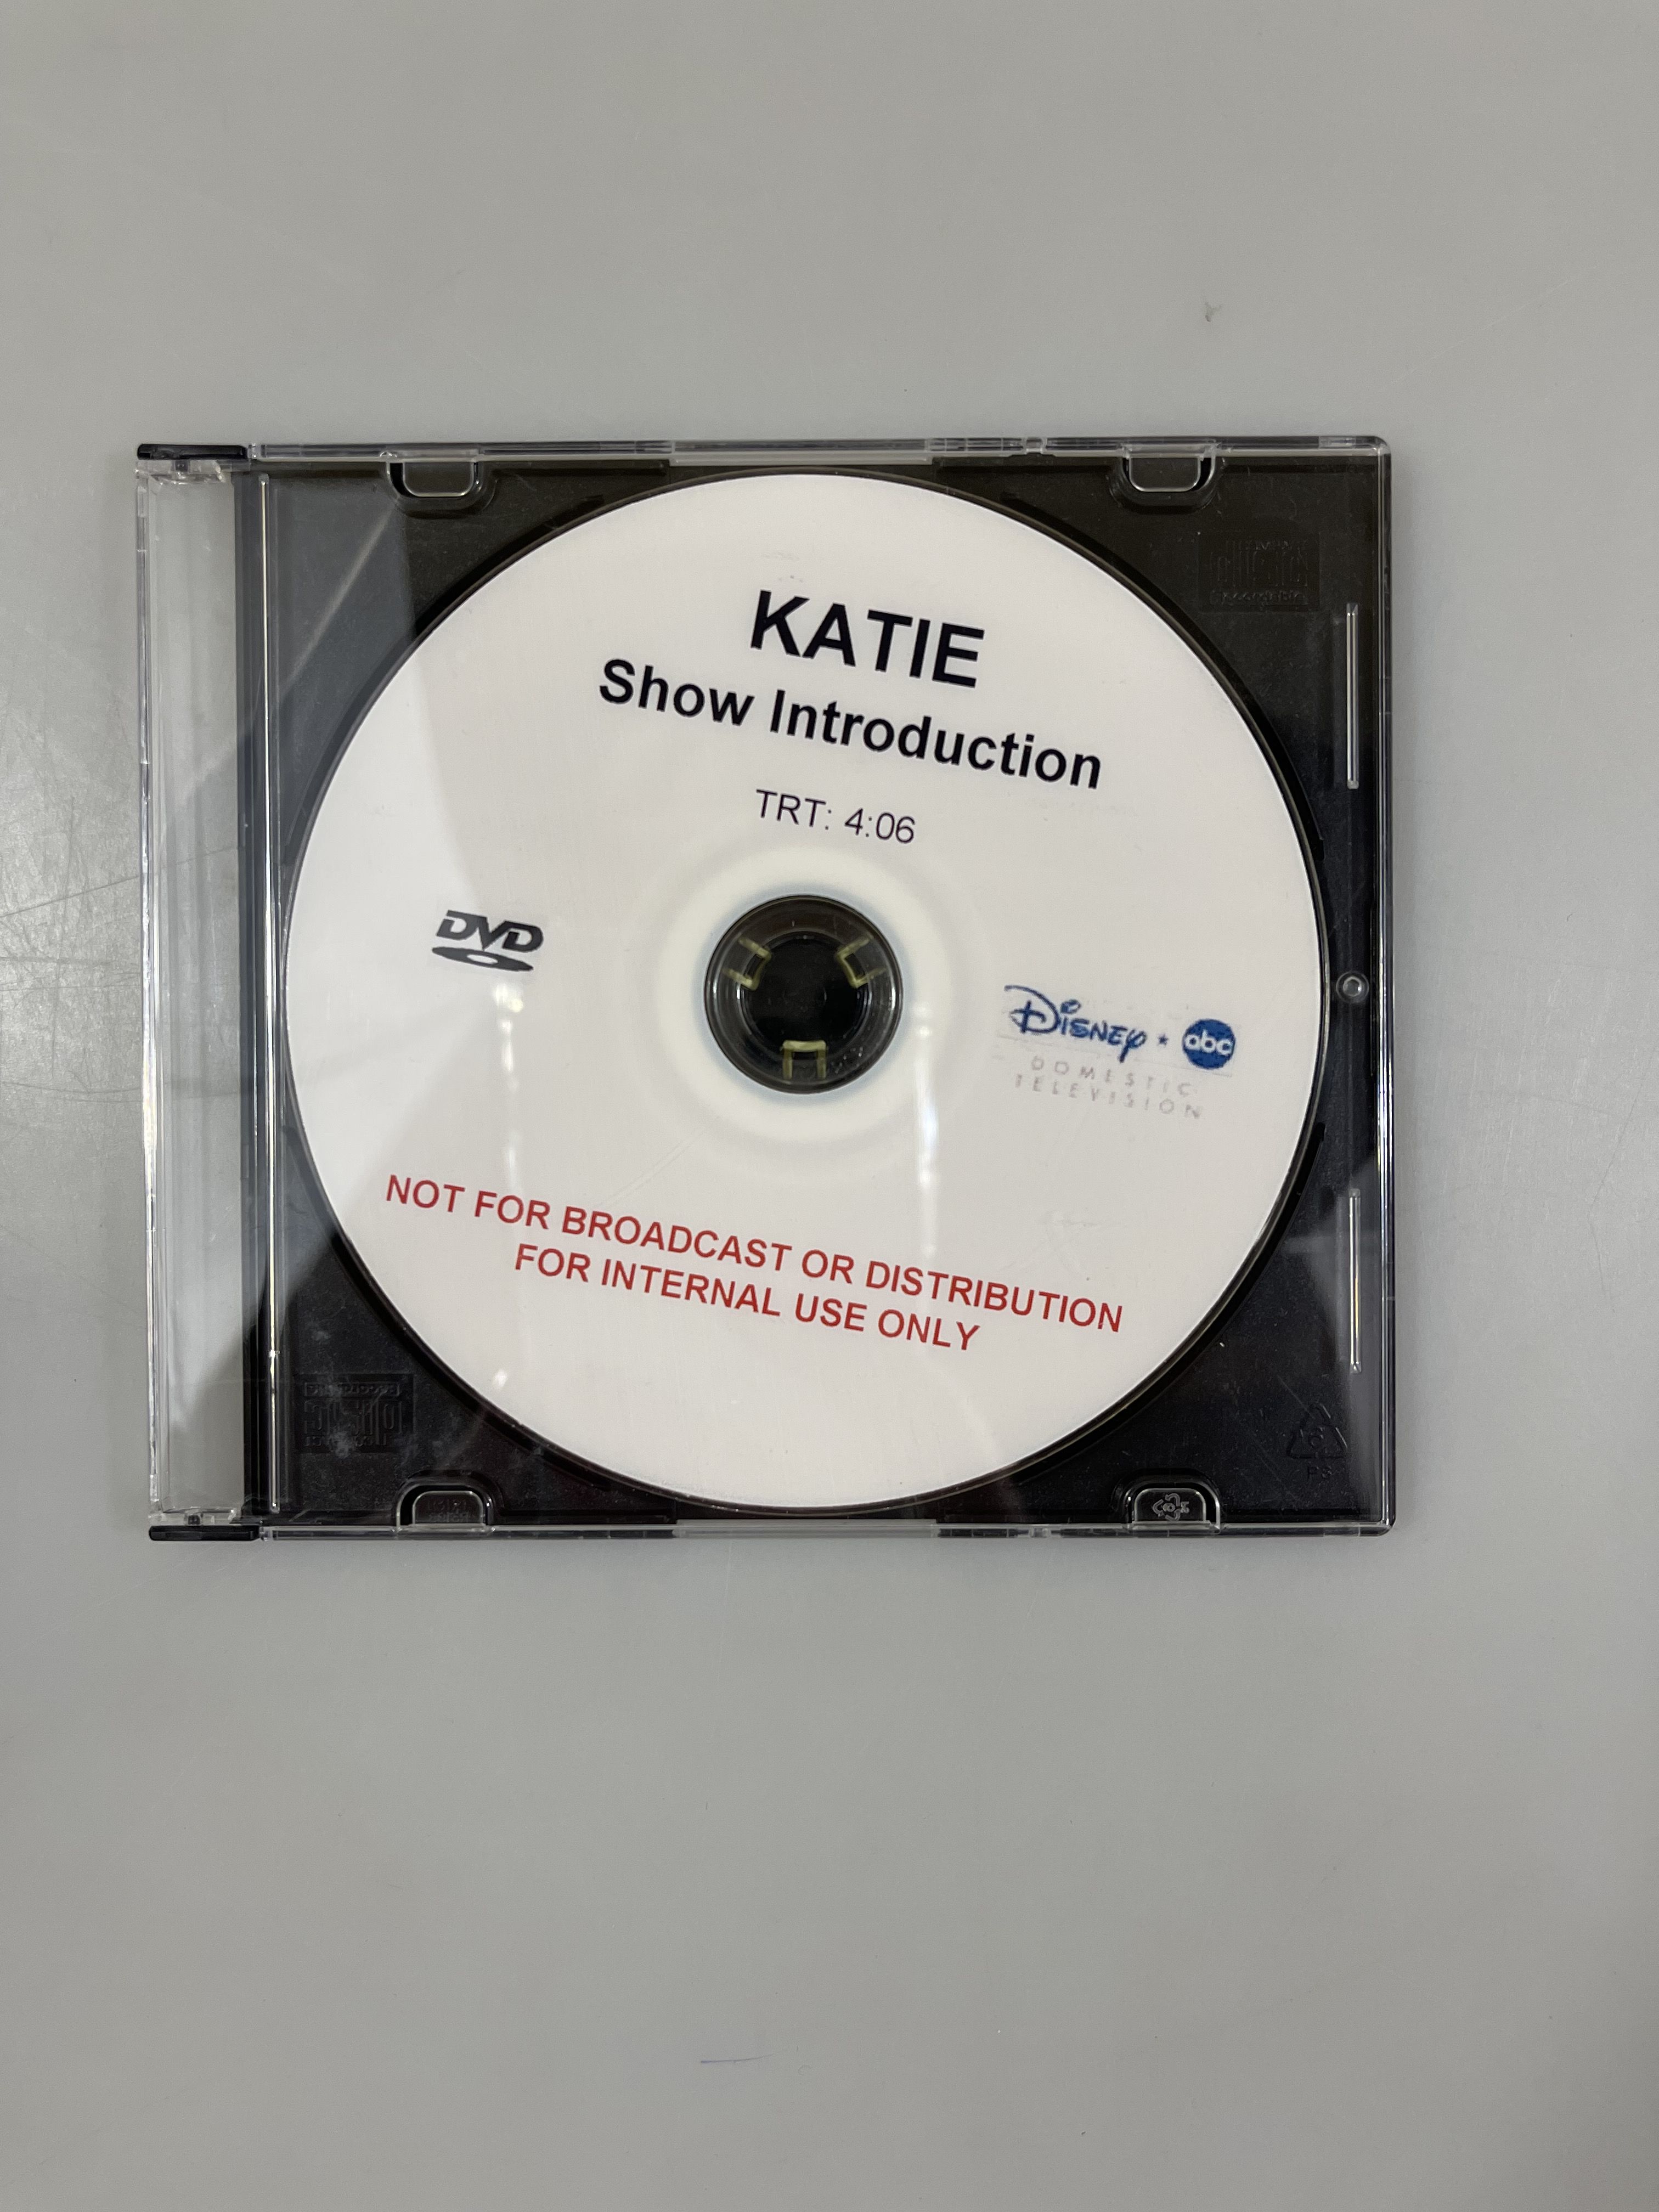 KATIE
Show Introduction
TRT: 4:06
DVD
Disney abc
DOMESTIC
TELEVISION
NOT FOR BROADCAST OR DISTRIBUTION
FOR INTERNAL USE ONLY